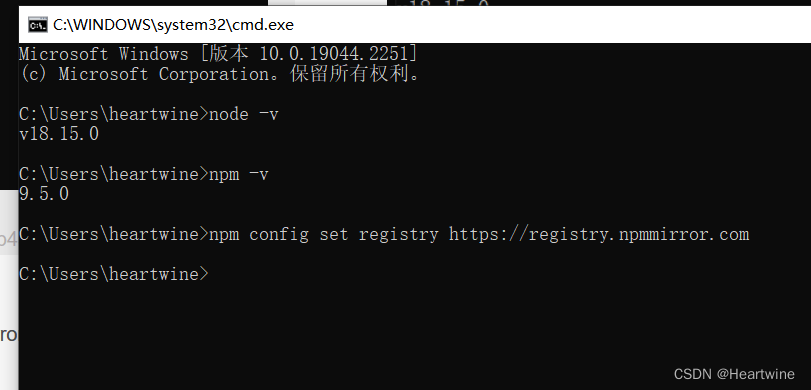 C:\WINDOWS\system32\cmd.exe
Microsoft Windows [版本 10.0.19044.2251]
(c) Microsoft Corporation。保留所有权利。
C:\Users\heartwine>node -v
v18.15.0
C:\Users\heartwine>npm -v
9.5.0
C:\Users\heartwine>npm config set registry https://registry.npmmirror.com
C:\Users\heartwine>
ro
CSDN @Heartwine